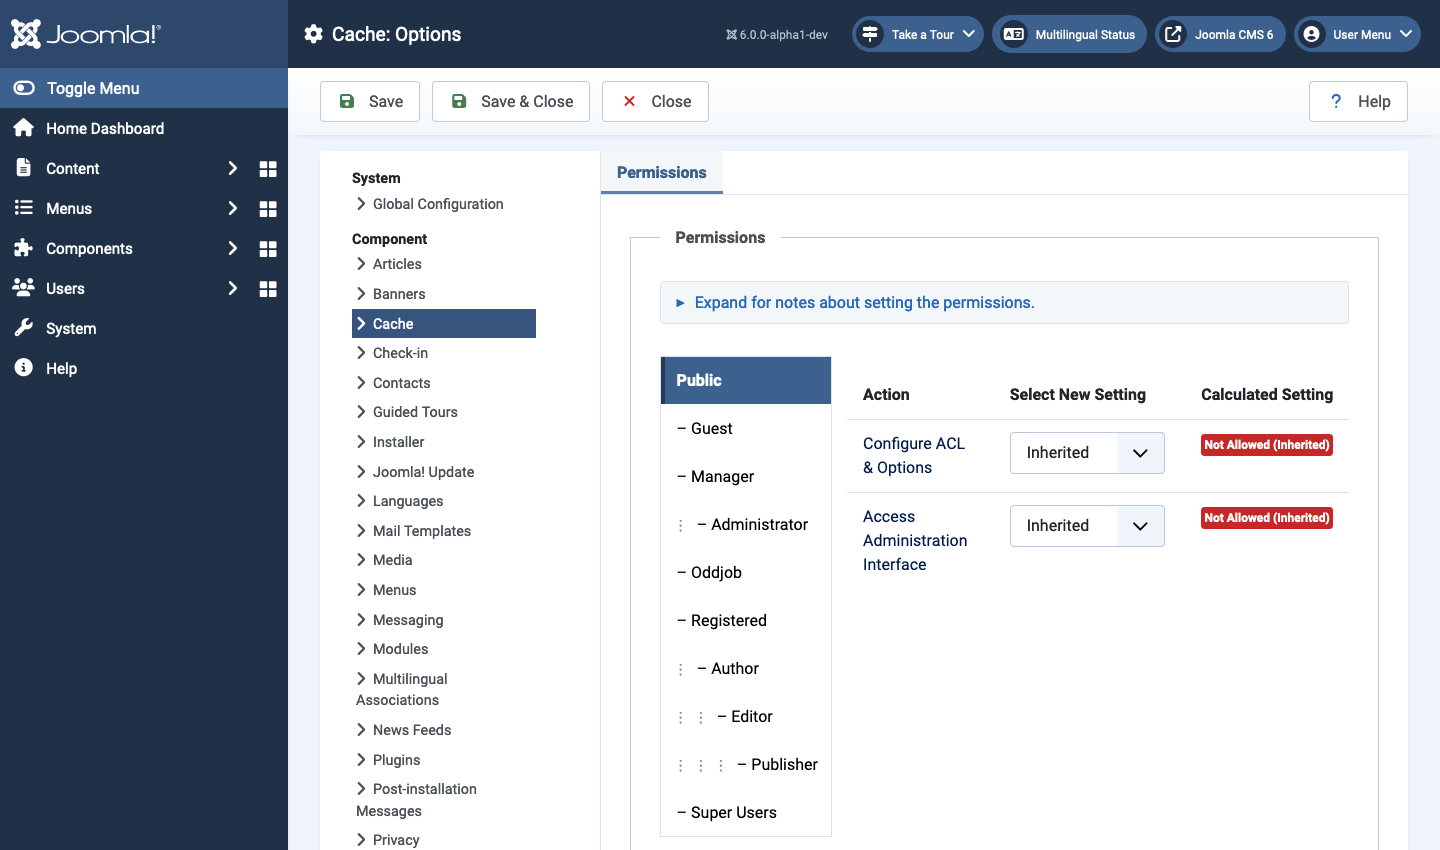 Joomla!®
Cache: Options
6.0.0-alpha1-dev
Take a Tour
Multilingual Status
Joomla CMS 6
User Menu
Toggle Menu
Home Dashboard
Content
Menus
Components
Users
System
Help
Save
Save & Close
Close
? Help
System
Global Configuration
Component
Articles
Banners
Cache
Check-in
Contacts
Guided Tours
Installer
Joomla! Update
Languages
Mail Templates
Media
Menus
Messaging
Modules
Multilingual
Associations
News Feeds
Plugins
Post-installation
Messages
Privacy
Permissions
Permissions
Expand for notes about setting the permissions.
Public
– Guest
– Manager
– Administrator
– Oddjob
– Registered
– Author
– Editor
– Publisher
– Super Users
Action Select New Setting Calculated Setting
Configure ACL
& Options
Inherited
Not Allowed (Inherited)
Access
Administration
Interface
Inherited
Not Allowed (Inherited)